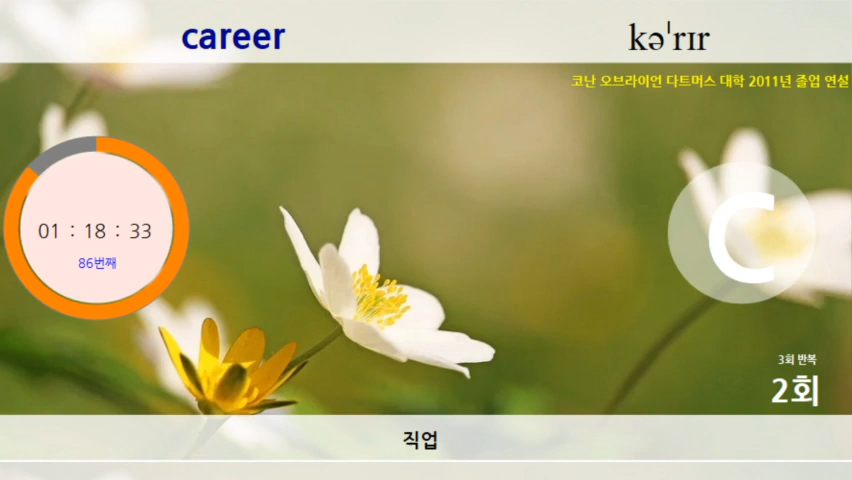 career
kəˈrɪr
코난 오브라이언 다트머스 대학 2011년 졸업 연설
01 : 18 : 33
86번째
C
3회 반복
2회
직업